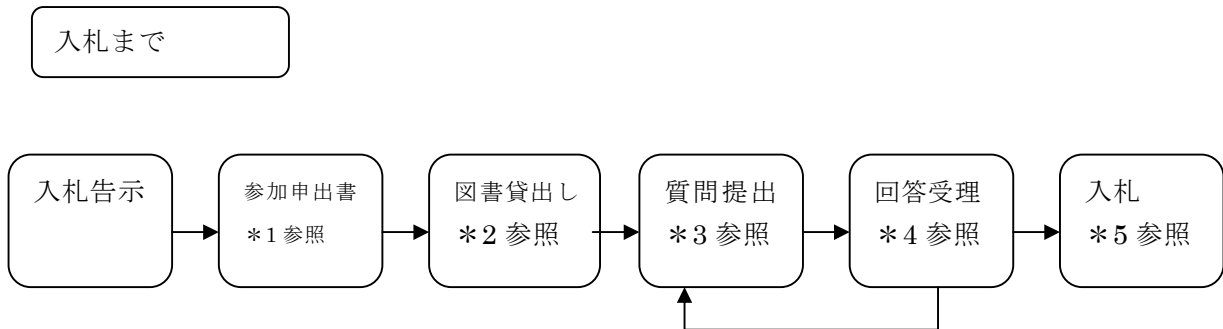 入札まで
入札告示
参加申出書
＊1 参照
図書貸出し
＊2 参照
質問提出
＊3 参照
回答受理
＊4 参照
入札
＊5 参照